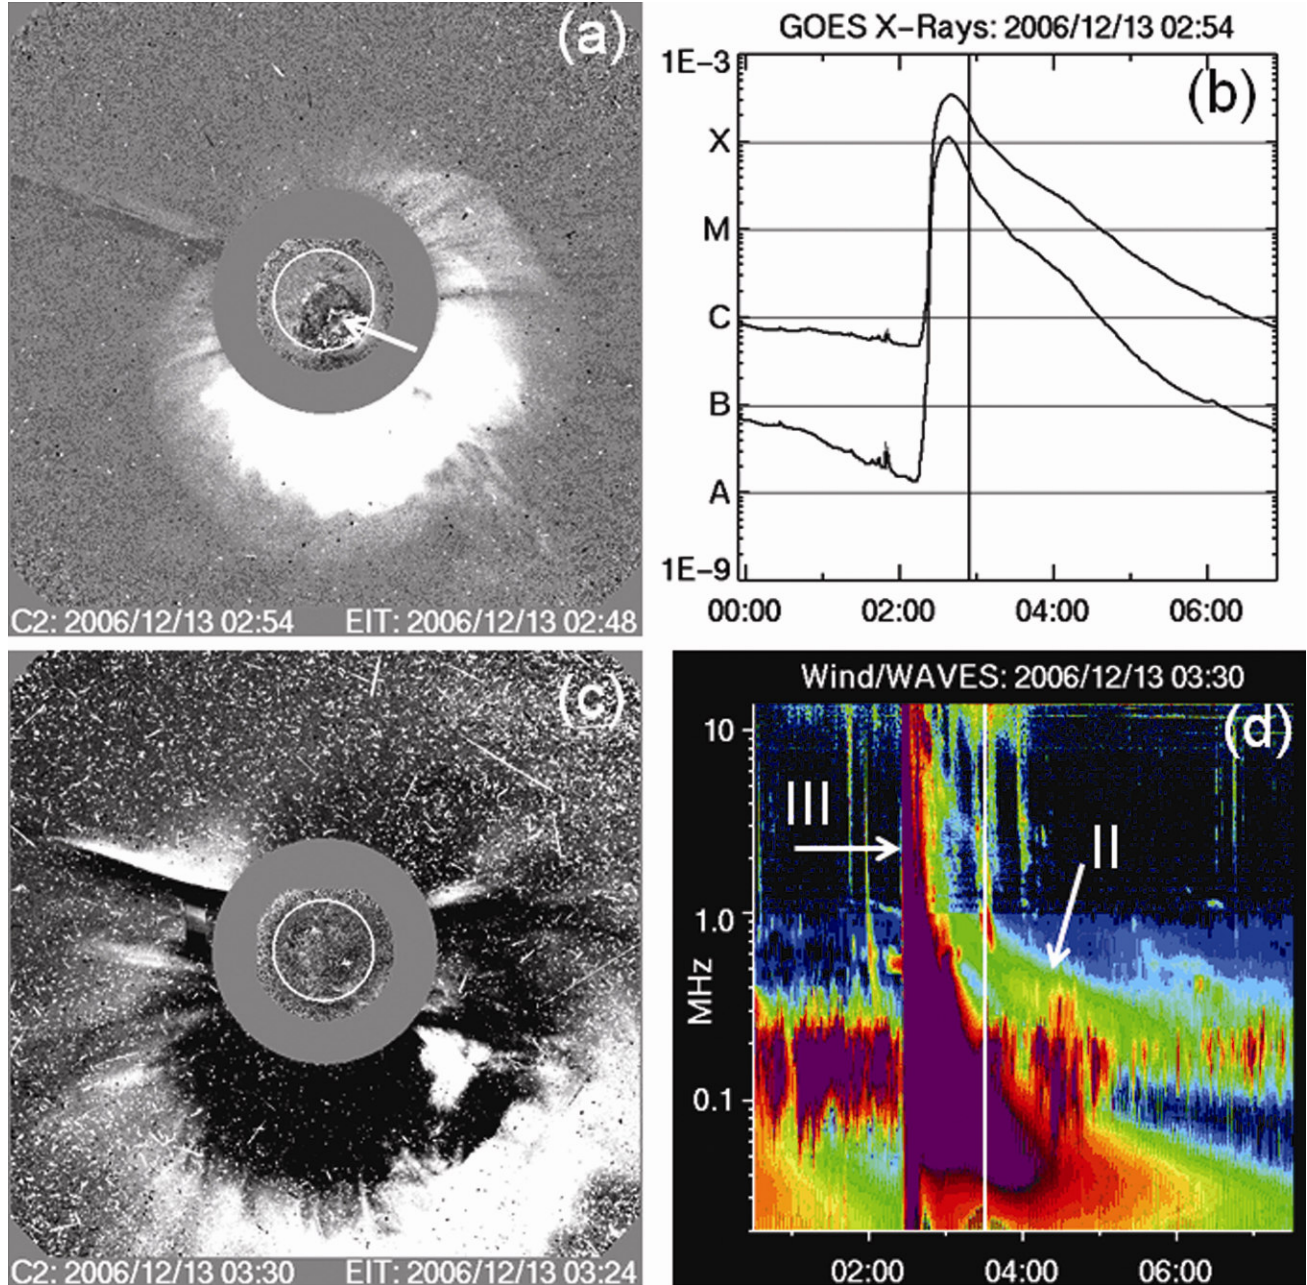 (a)
C2: 2006/12/13 02:54 EIT: 2006/12/13 02:48
GOES X-Rays: 2006/12/13 02:54
(b)
1E-3
X
M
C
B
A
1E-9
00:00 02:00 04:00 06:00
(c)
C2: 2006/12/13 03:30 EIT: 2006/12/13 03:24
Wind/WAVES: 2006/12/13 03:30
(d)
10
III
II
1.0
MHz
0.1
02:00 04:00 06:00